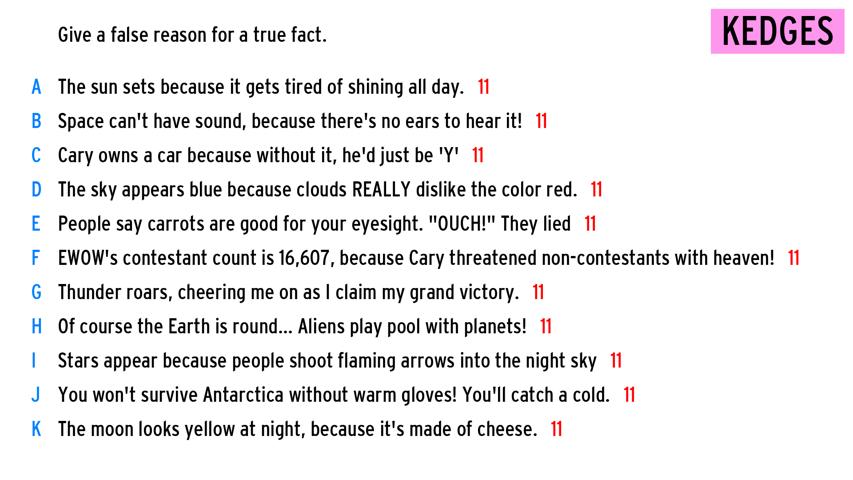 Give a false reason for a true fact.
KEDGES
A The sun sets because it gets tired of shining all day. 11
B Space can't have sound, because there's no ears to hear it! 11
C Cary owns a car because without it, he'd just be 'Y' 11
D The sky appears blue because clouds REALLY dislike the color red. 11
E People say carrots are good for your eyesight. "OUCH!" They lied 11
F EWOW's contestant count is 16,607, because Cary threatened non-contestants with heaven! 11
G Thunder roars, cheering me on as I claim my grand victory. 11
H Of course the Earth is round... Aliens play pool with planets! 11
I Stars appear because people shoot flaming arrows into the night sky 11
J You won't survive Antarctica without warm gloves! You'll catch a cold. 11
K The moon looks yellow at night, because it's made of cheese. 11